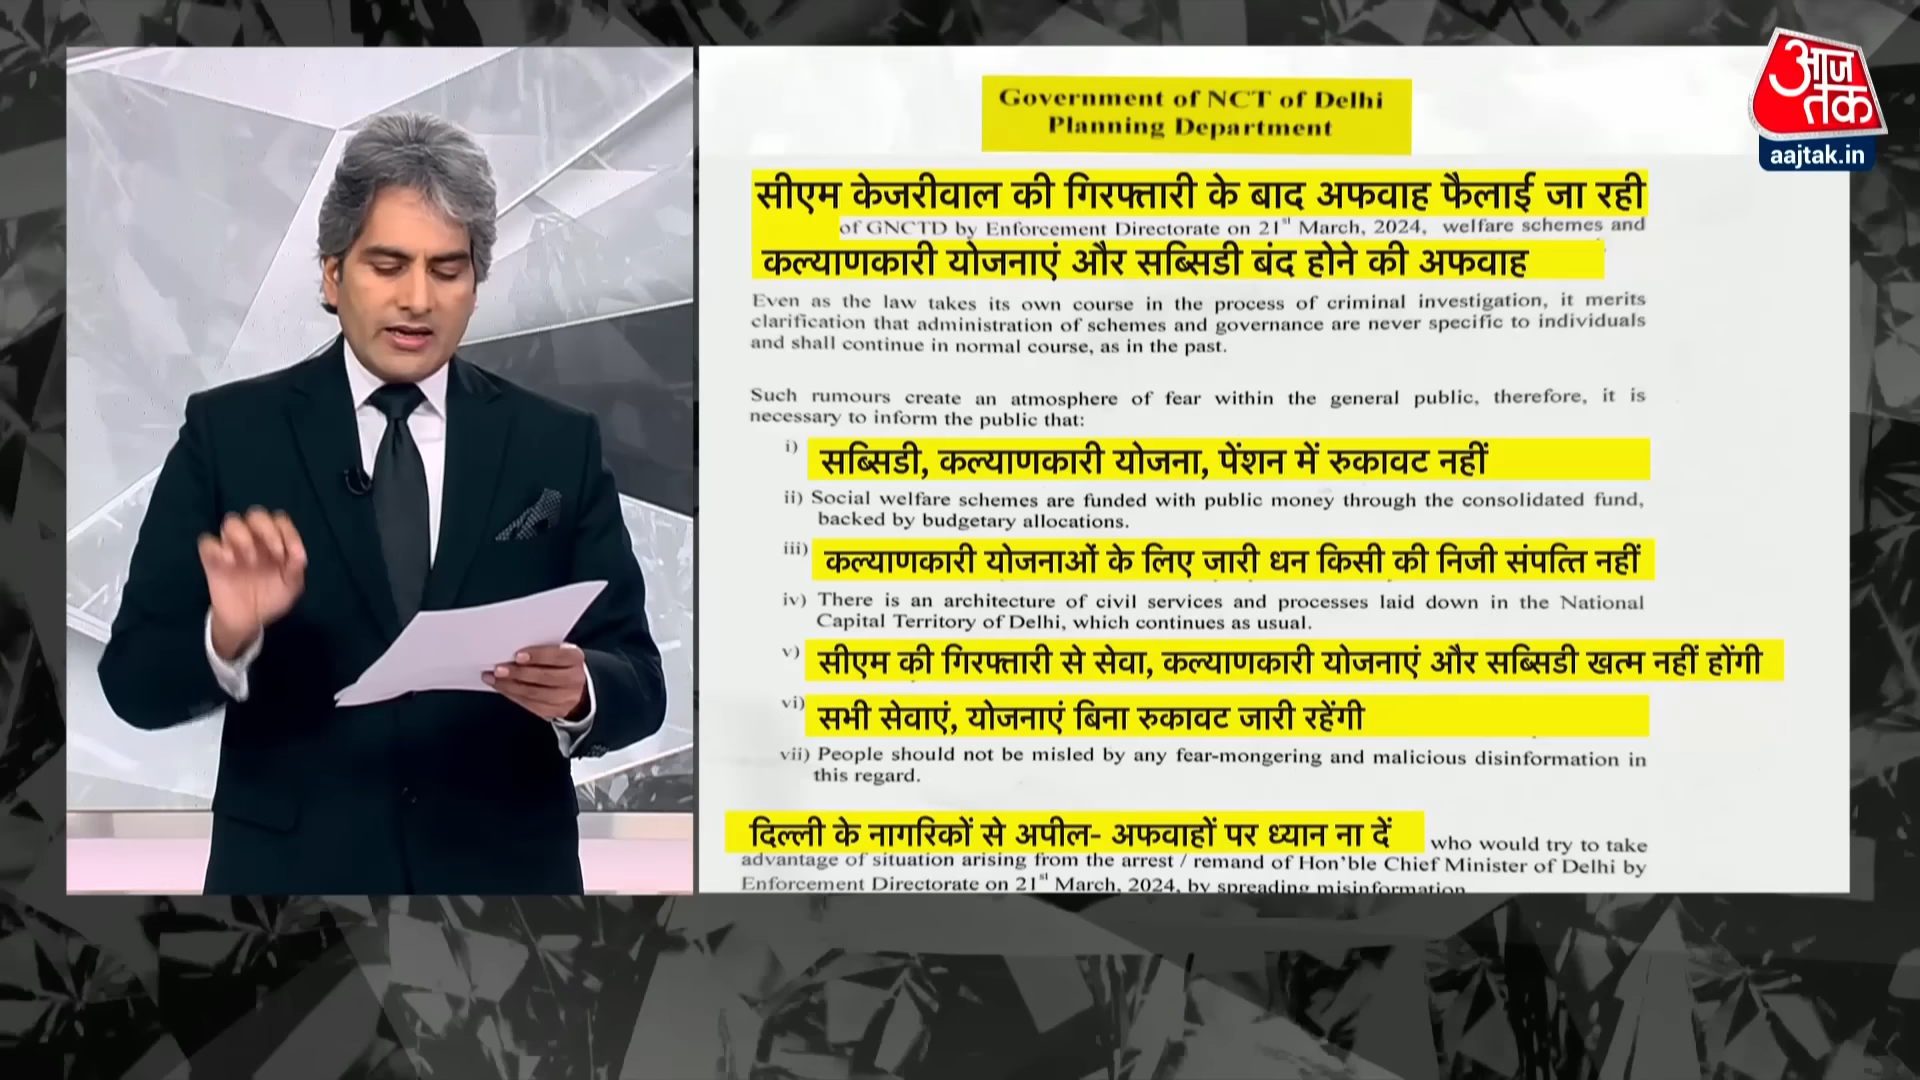 आज
तक
aajtak.in
Government of NCT of Delhi
Planning Department
सीएम केजरीवाल की गिरफ्तारी के बाद अफवाह फैलाई जा रही
of GNCTD by Enforcement Directorate on 21st March, 2024, welfare schemes and
कल्याणकारी योजनाएं और सब्सिडी बंद होने की अफवाह
Even as the law takes its own course in the process of criminal investigation, it merits
clarification that administration of schemes and governance are never specific to individuals
and shall continue in normal course, as in the past.
Such rumours create an atmosphere of fear within the general public, therefore, it is
necessary to inform the public that:
i) सब्सिडी, कल्याणकारी योजना, पेंशन में रुकावट नहीं
ii) Social welfare schemes are funded with public money through the consolidated fund,
backed by budgetary allocations.
iii) कल्याणकारी योजनाओं के लिए जारी धन किसी की निजी संपत्ति नहीं
iv) There is an architecture of civil services and processes laid down in the National
Capital Territory of Delhi, which continues as usual.
v) सीएम की गिरफ्तारी से सेवा, कल्याणकारी योजनाएं और सब्सिडी खत्म नहीं होंगी
vi) सभी सेवाएं, योजनाएं बिना रुकावट जारी रहेंगी
vii) People should not be misled by any fear-mongering and malicious disinformation in
this regard.
दिल्ली के नागरिकों से अपील- अफवाहों पर ध्यान ना दें who would try to take
advantage of situation arising from the arrest / remand of Hon'ble Chief Minister of Delhi by
Enforcement Directorate on 21st March, 2024, by spreading misinformation